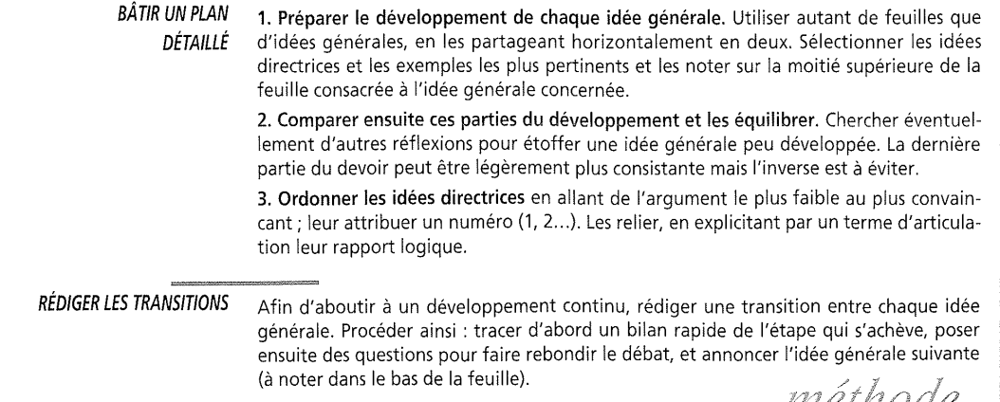 BÂTIR UN PLAN
DÉTAILLÉ
1. Préparer le développement de chaque idée générale. Utiliser autant de feuilles que
d'idées générales, en les partageant horizontalement en deux. Sélectionner les idées
directrices et les exemples les plus pertinents et les noter sur la moitié supérieure de la
feuille consacrée à l'idée générale concernée.
2. Comparer ensuite ces parties du développement et les équilibrer. Chercher éventuel-
lement d'autres réflexions pour étoffer une idée générale peu développée. La dernière
partie du devoir peut être légèrement plus consistante mais l'inverse est à éviter.
3. Ordonner les idées directrices en allant de l'argument le plus faible au plus convain-
cant ; leur attribuer un numéro (1, 2...). Les relier, en explicitant par un terme d'articula-
tion leur rapport logique.
RÉDIGER LES TRANSITIONS
Afin d'aboutir à un développement continu, rédiger une transition entre chaque idée
générale. Procéder ainsi : tracer d'abord un bilan rapide de l'étape qui s'achève, poser
ensuite des questions pour faire rebondir le débat, et annoncer l'idée générale suivante
(à noter dans le bas de la feuille).
méthode